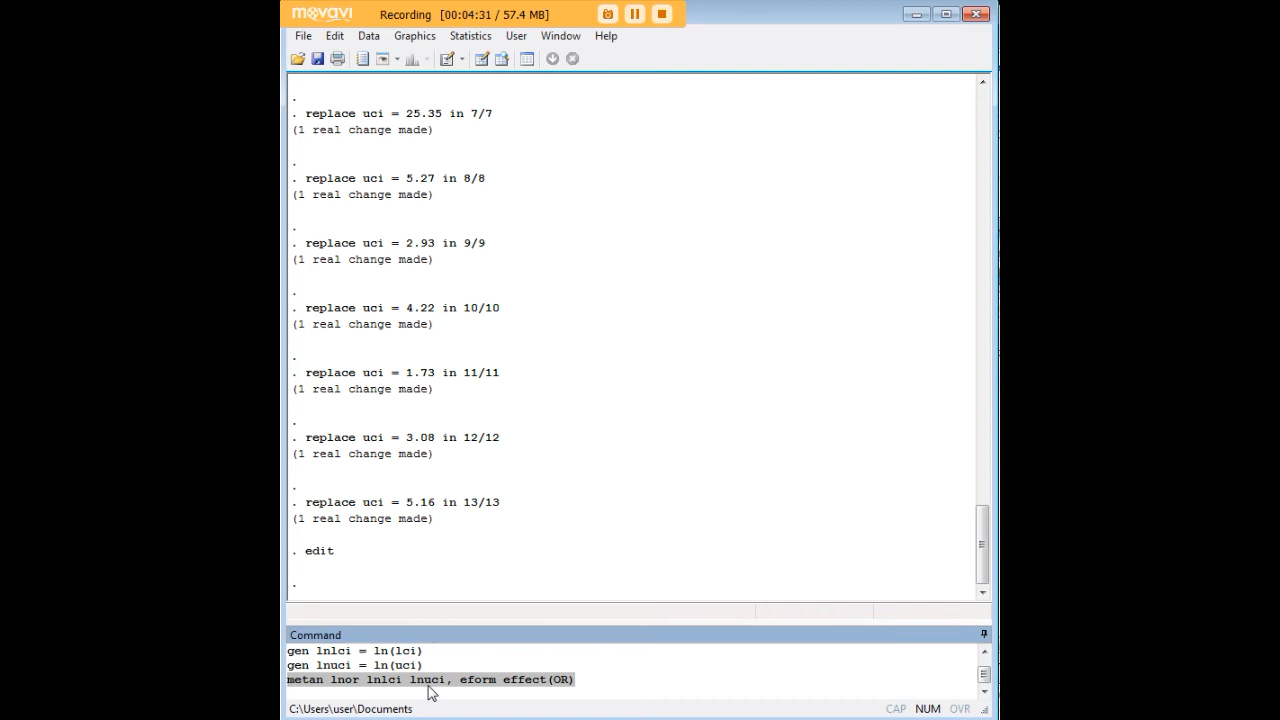 movavi Recording [00:04:31 / 57.4 MB]
File Edit Data Graphics Statistics User Window Help
.
. replace uci = 25.35 in 7/7
(1 real change made)
.
. replace uci = 5.27 in 8/8
(1 real change made)
.
. replace uci = 2.93 in 9/9
(1 real change made)
.
. replace uci = 4.22 in 10/10
(1 real change made)
.
. replace uci = 1.73 in 11/11
(1 real change made)
.
. replace uci = 3.08 in 12/12
(1 real change made)
.
. replace uci = 5.16 in 13/13
(1 real change made)
. edit
.
Command
gen lnlci = ln(lci)
gen lnuci = ln(uci)
metan lnor lnlci lnuci, eform effect(OR)
C:\Users\user\Documents CAP NUM OVR